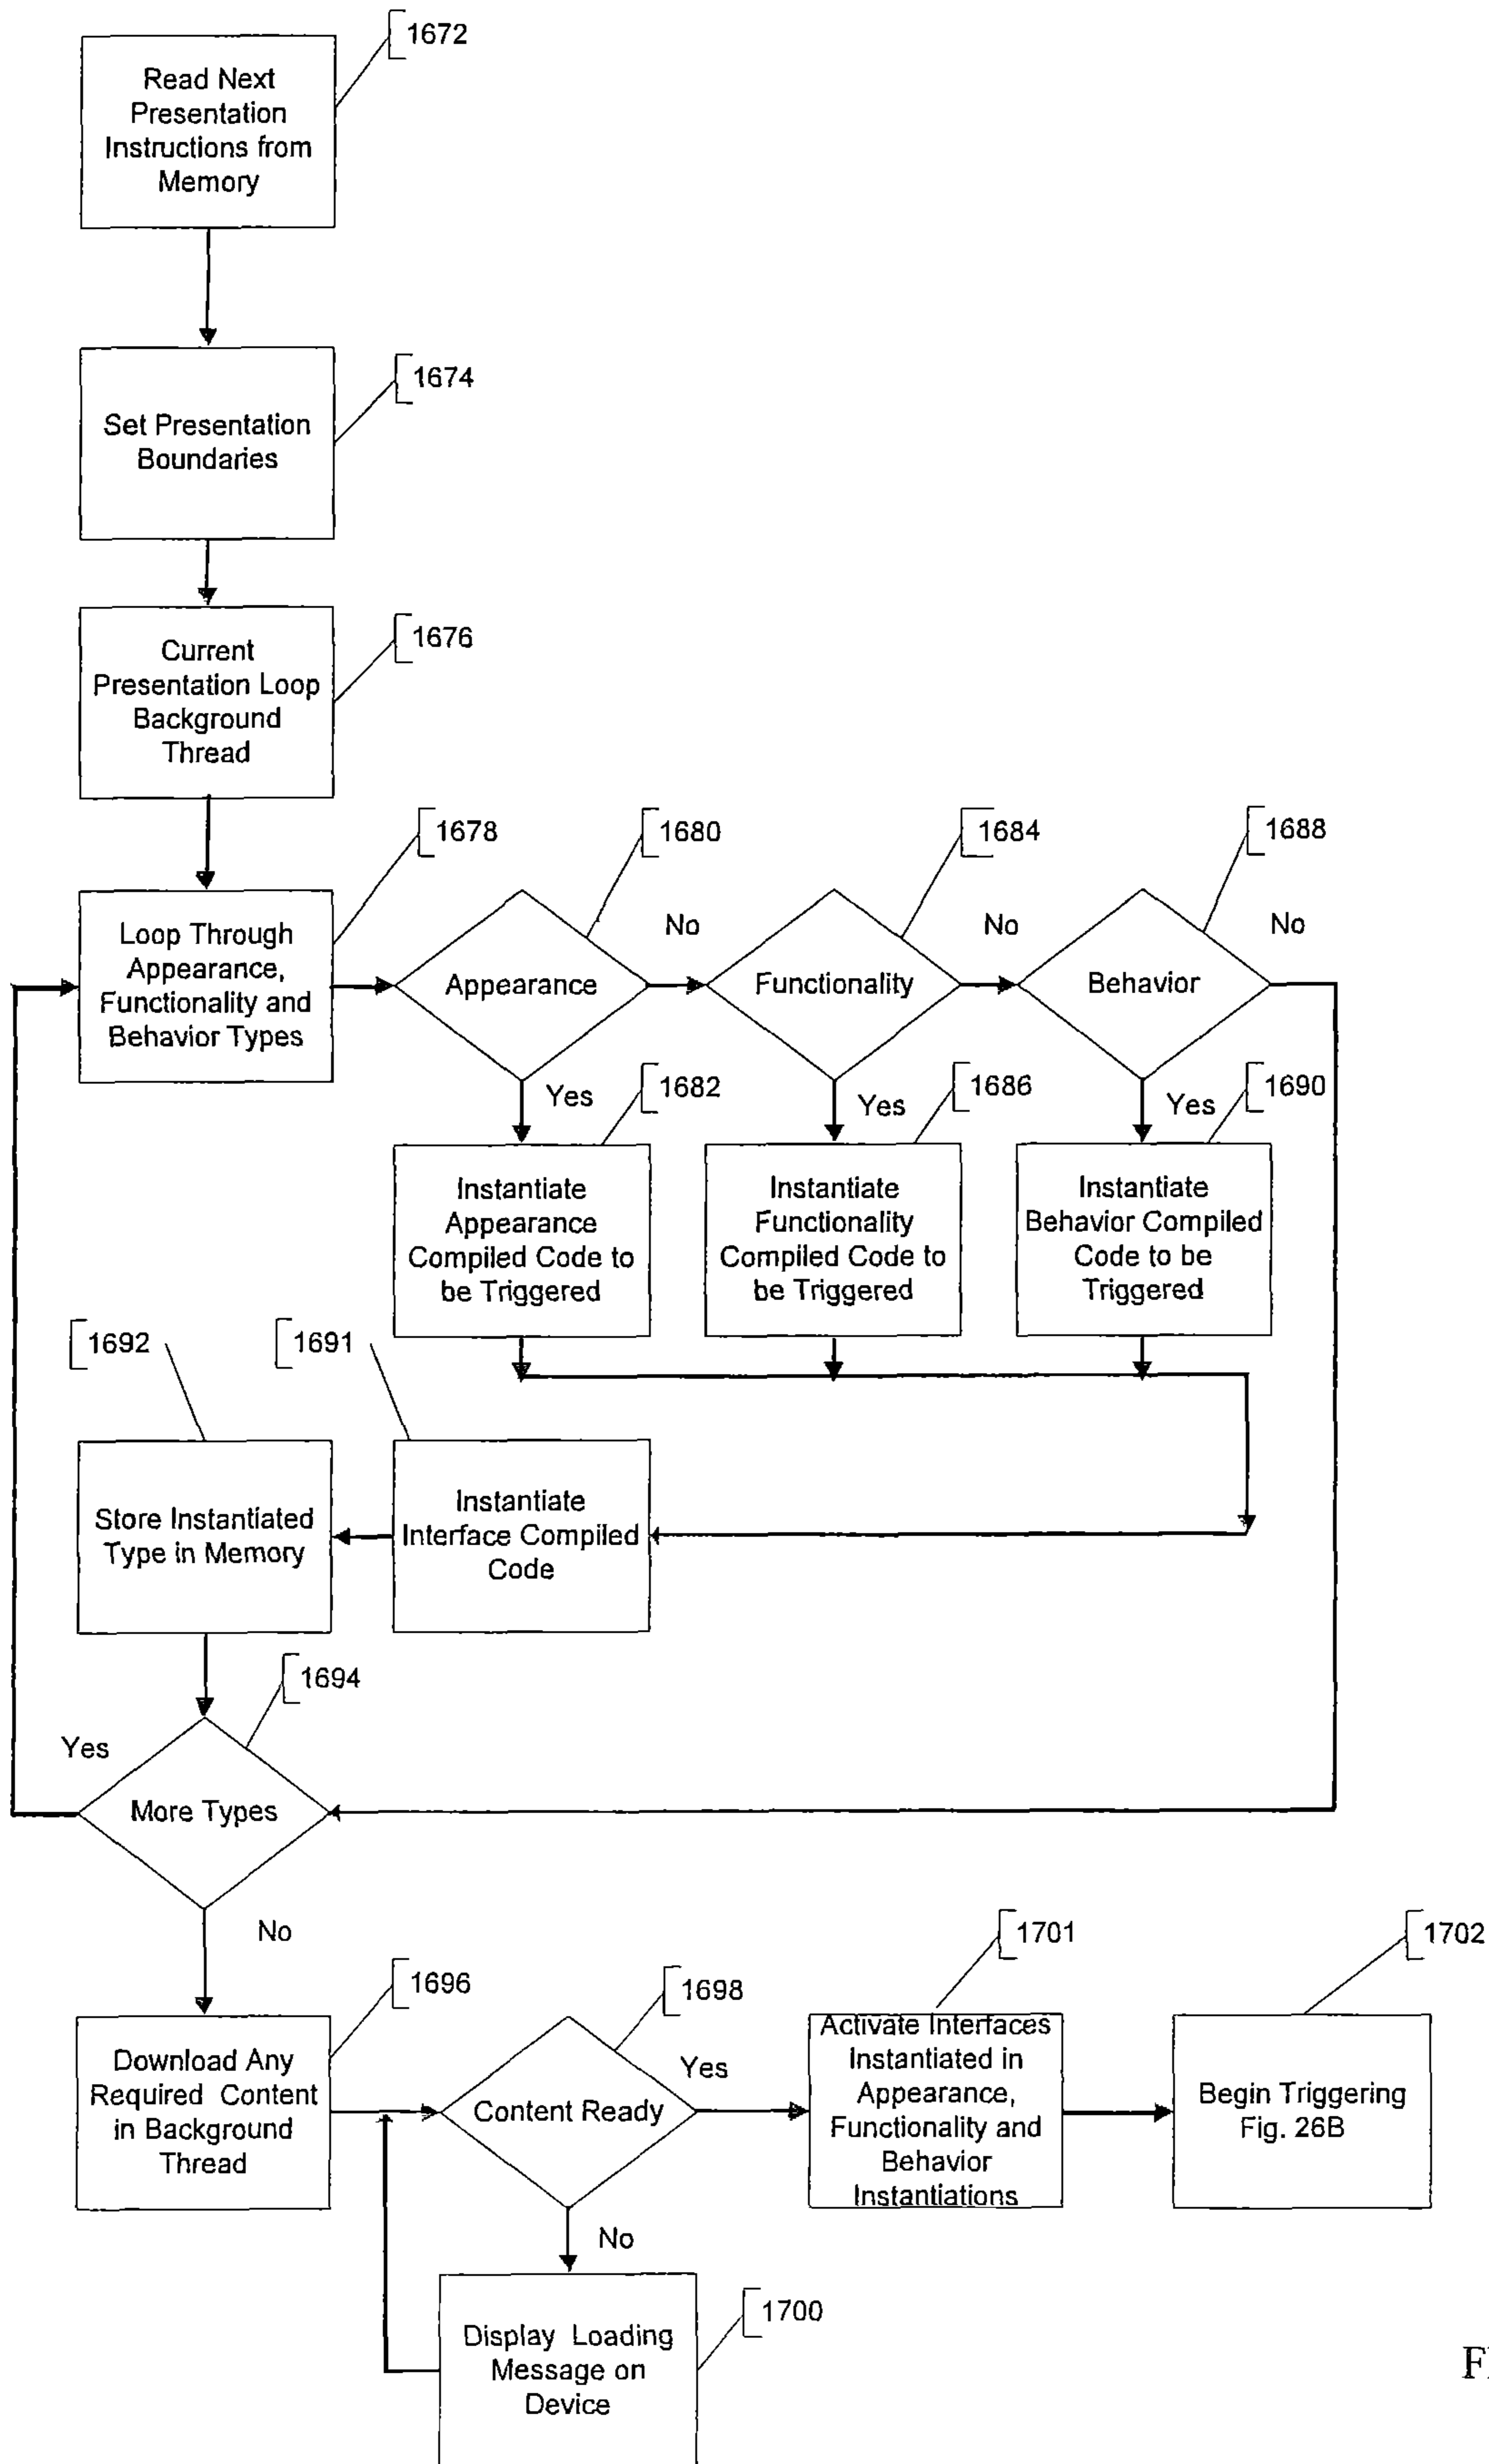 1672
Read Next
Presentation
Instructions from
Memory
1674
Set Presentation
Boundaries
1676
Current
Presentation Loop
Background
Thread
1678
1680
1684
1688
Loop Through
Appearance,
Functionality and
Behavior Types
Appearance
No
Functionality
No
Behavior
No
Yes
1682
Yes
1686
Yes
1690
Instantiate
Appearance
Compiled Code to
be Triggered
Instantiate
Functionality
Compiled Code to
be Triggered
Instantiate
Behavior Compiled
Code to be
Triggered
1692
1691
Store Instantiated
Type in Memory
Instantiate
Interface Compiled
Code
1694
Yes
More Types
No
1696
1698
1701
1702
Download Any
Required Content
in Background
Thread
Content Ready
Yes
Activate Interfaces
Instantiated in
Appearance,
Functionality and
Behavior
Instantiations
Begin Triggering
Fig. 26B
No
1700
Display Loading
Message on
Device